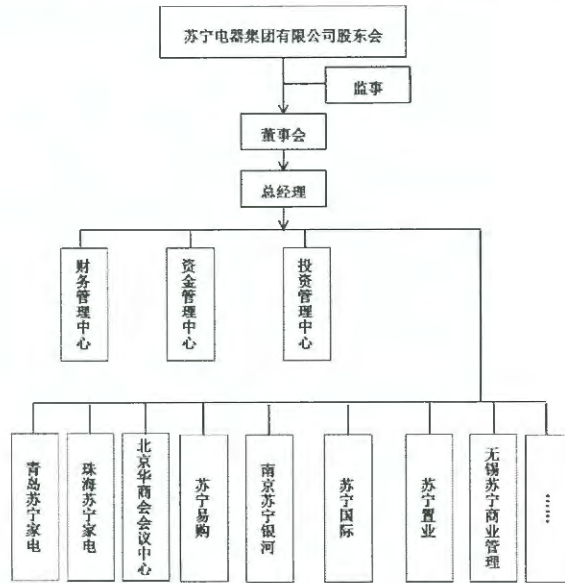 苏宁电器集团有限公司股东会
监事
董事会
总经理
财务管理中心
资金管理中心
投资管理中心
青岛苏宁家电
珠海苏宁家电
北京华商会会议中心
苏宁易购
南京苏宁银河
苏宁国际
苏宁置业
无锡苏宁商业管理
……